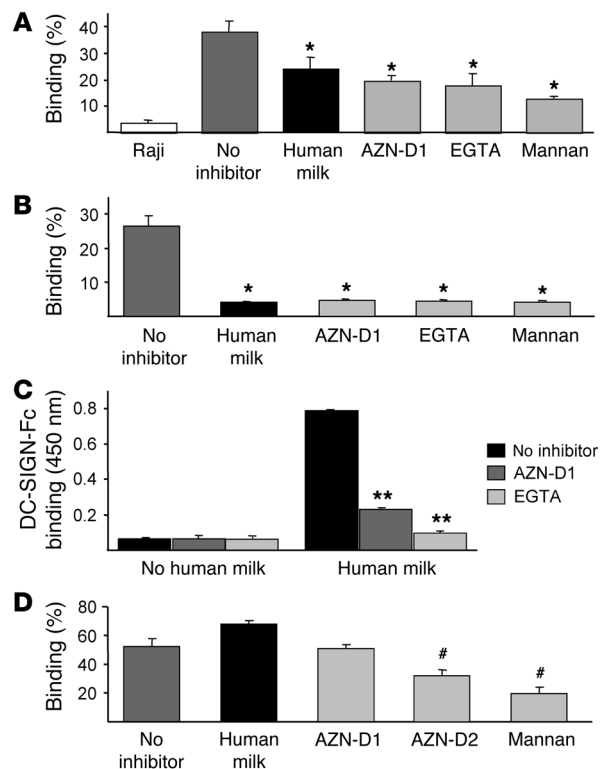 A
Binding (%)
40
30
20
10
*
*
*
*
Raji
No
inhibitor
Human
milk
AZN-D1
EGTA
Mannan
B
Binding (%)
30
20
10
*
*
*
*
No
inhibitor
Human
milk
AZN-D1
EGTA
Mannan
C
DC-SIGN-Fc
binding (450 nm)
0.8
0.6
0.4
0.2
**
**
No inhibitor
AZN-D1
EGTA
No human milk
Human milk
D
Binding (%)
80
60
40
20
#
#
No
inhibitor
Human
milk
AZN-D1
AZN-D2
Mannan